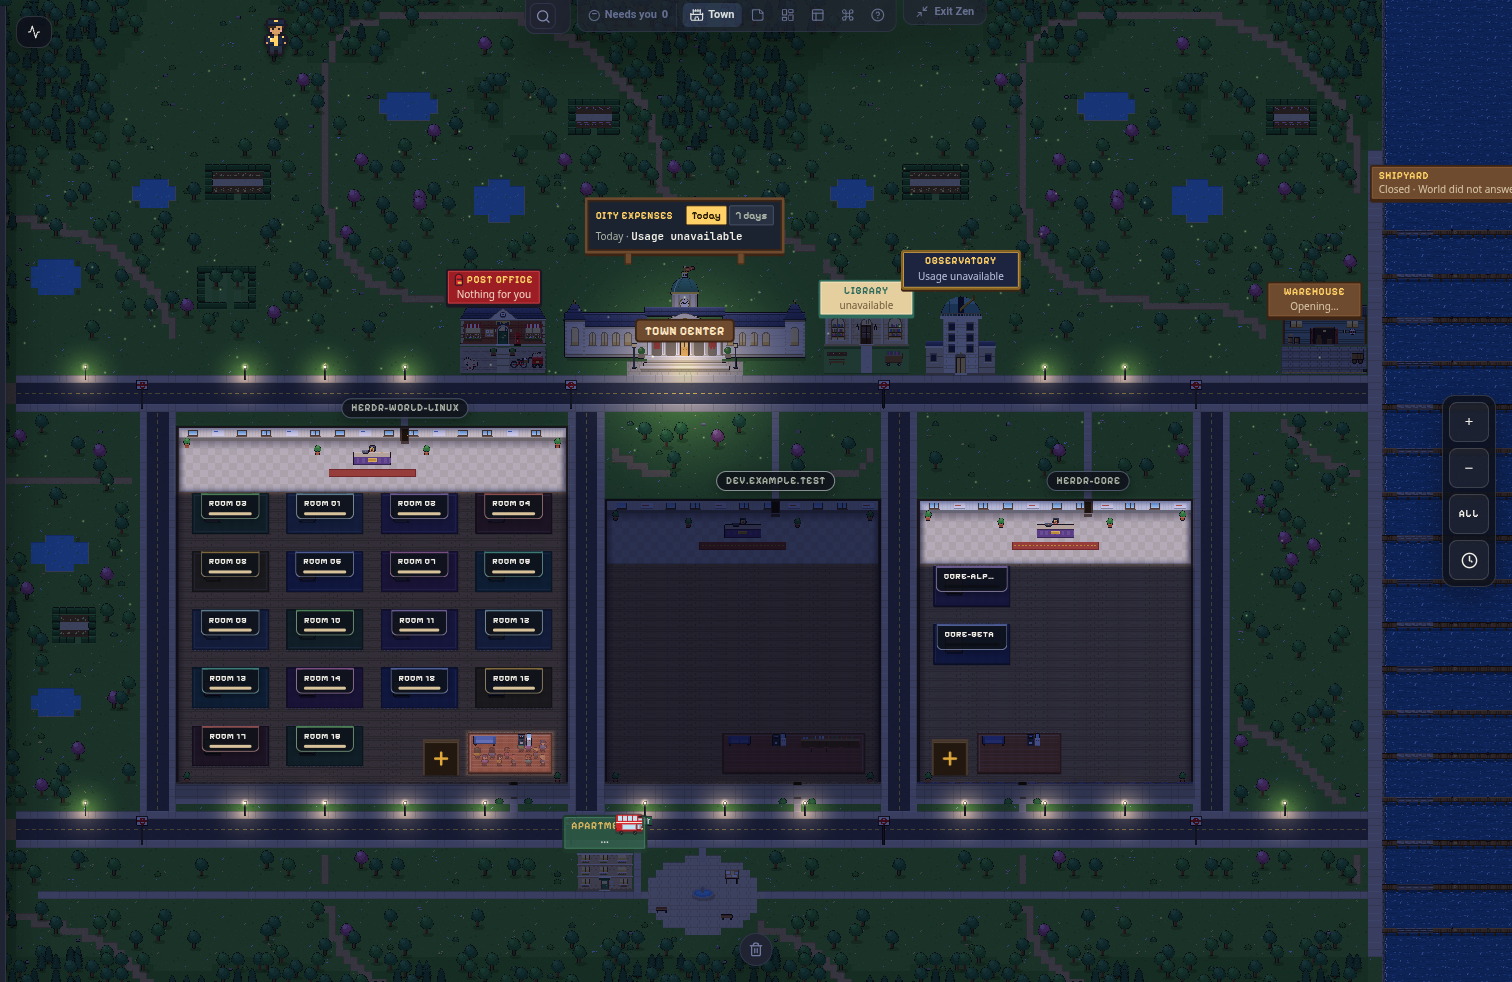 Needs you 0
Town
Exit Zen
SHIPYARD
Closed · World did not answe
CITY EXPENSES
Today
7 days
Today · Usage unavailable
OBSERVATORY
Usage unavailable
POST OFFICE
Nothing for you
LIBRARY
unavailable
WAREHOUSE
Opening...
TOWN CENTER
HERDR-WORLD-LINUX
DEV.EXAMPLE.TEST
HERDR-CORE
ROOM 03
ROOM 01
ROOM 02
ROOM 04
ROOM 05
ROOM 06
ROOM 07
ROOM 08
ROOM 09
ROOM 10
ROOM 11
ROOM 12
ROOM 13
ROOM 14
ROOM 15
ROOM 16
ROOM 17
ROOM 18
CORE-ALP…
CORE-BETA
+
−
ALL
+
+
APARTME
...